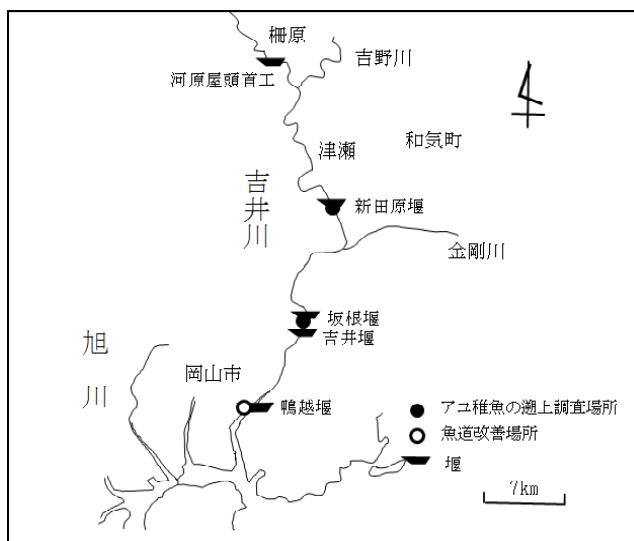 柵原
吉野川
河原屋頭首工
津瀬
和気町
吉井川
新田原堰
金剛川
坂根堰
吉井堰
旭川
岡山市
鴨越堰
アユ稚魚の遡上調査場所
魚道改善場所
堰
7km